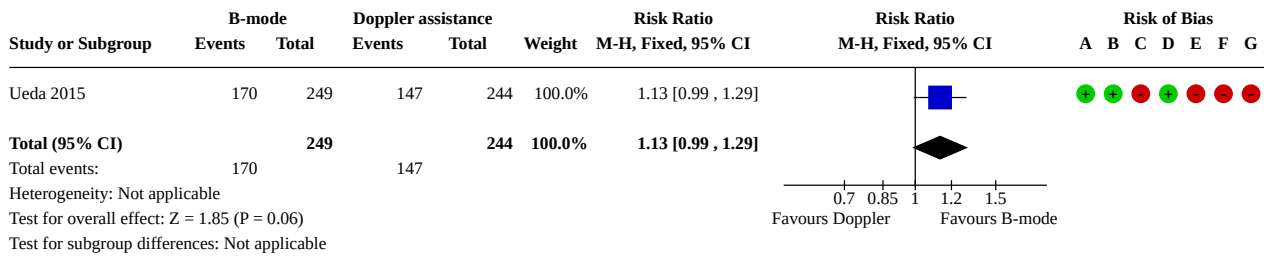 B-mode Doppler assistance Risk Ratio Risk Ratio Risk of Bias
Study or Subgroup Events Total Events Total Weight M-H, Fixed, 95% CI M-H, Fixed, 95% CI A B C D E F G
Ueda 2015 170 249 147 244 100.0% 1.13 [0.99 , 1.29] + + - + - - -
Total (95% CI) 249 244 100.0% 1.13 [0.99 , 1.29]
Total events: 170 147
Heterogeneity: Not applicable
0.7 0.85 1 1.2 1.5
Test for overall effect: Z = 1.85 (P = 0.06)
Favours Doppler Favours B-mode
Test for subgroup differences: Not applicable